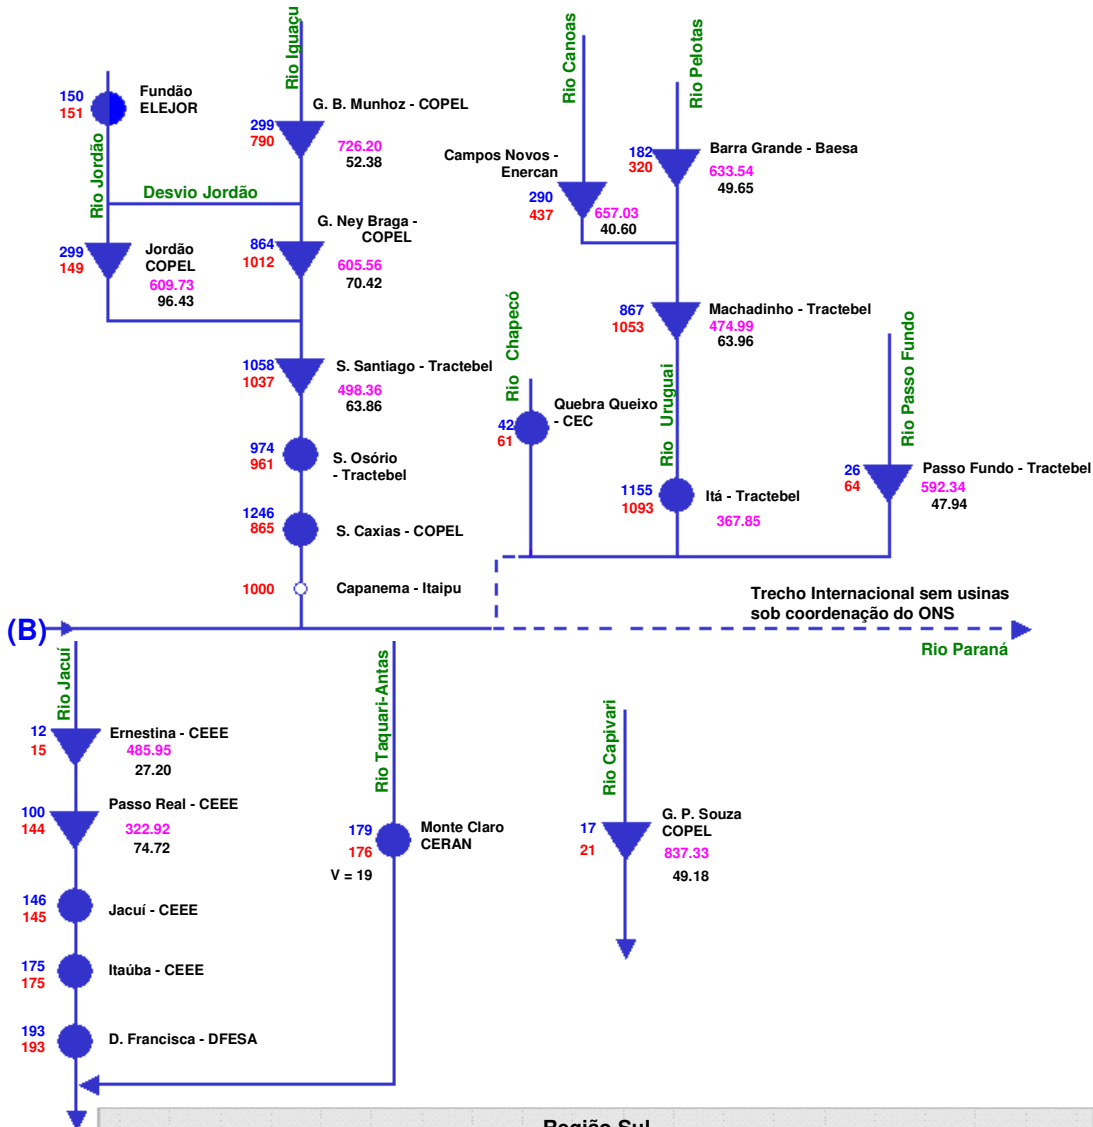 Rio Iguaçu
Rio Canoas
Rio Pelotas
150
151
Fundão
ELEJOR
Rio Jordão
G. B. Munhoz - COPEL
299
790
726.20
52.38
Desvio Jordão
G. Ney Braga -
COPEL
864
1012
605.56
70.42
299
149
Jordão
COPEL
609.73
96.43
Campos Novos -
Enercan
290
437
657.03
40.60
182
320
Barra Grande - Baesa
633.54
49.65
867
1053
Machadinho - Tractebel
474.99
63.96
1058
1037
S. Santiago - Tractebel
498.36
63.86
Rio Chapecó
Rio Uruguai
Rio Passo Fundo
Quebra Queixo
- CEC
42
61
974
961
S. Osório
- Tractebel
26
64
Passo Fundo - Tractebel
592.34
47.94
1155
1093
Itá - Tractebel
367.85
1246
865
S. Caxias - COPEL
1000
Capanema - Itaipu
Trecho Internacional sem usinas
sob coordenação do ONS
(B)
Rio Paraná
Rio Jacuí
Rio Taquari-Antas
Rio Capivari
12
15
Ernestina - CEEE
485.95
27.20
100
144
Passo Real - CEEE
322.92
74.72
179
176
V = 19
Monte Claro
CERAN
17
21
G. P. Souza
COPEL
837.33
49.18
146
145
Jacuí - CEEE
175
175
Itaúba - CEEE
193
193
D. Francisca - DFESA
Região Sul